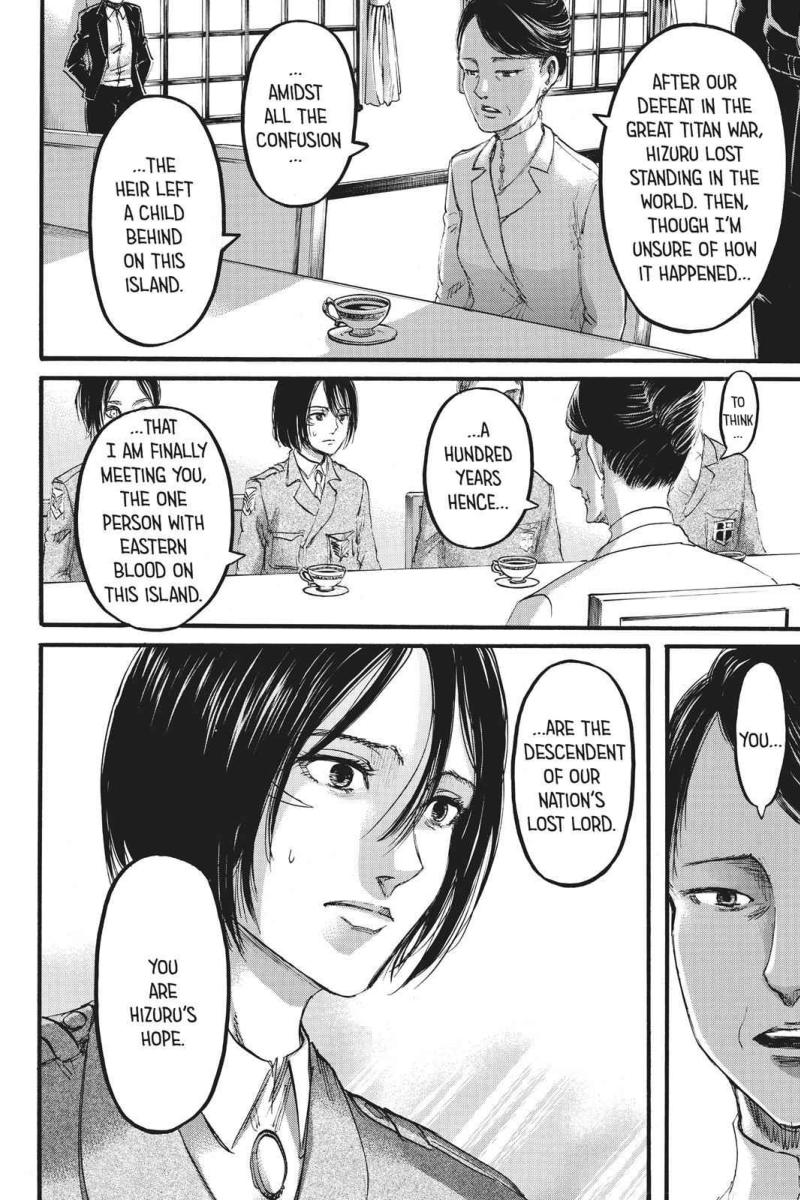 AFTER OUR
DEFEAT IN THE
GREAT TITAN WAR,
HIZURU LOST
STANDING IN THE
WORLD. THEN,
THOUGH I'M
UNSURE OF HOW
IT HAPPENED...
...
AMIDST
ALL THE
CONFUSION
...
...THE
HEIR LEFT
A CHILD
BEHIND
ON THIS
ISLAND.
TO
THINK
...
...A
HUNDRED
YEARS
HENCE...
...THAT
I AM FINALLY
MEETING YOU,
THE ONE
PERSON WITH
EASTERN
BLOOD ON
THIS ISLAND.
YOU...
...ARE THE
DESCENDENT
OF OUR
NATION'S
LOST LORD.
YOU
ARE
HIZURU'S
HOPE.